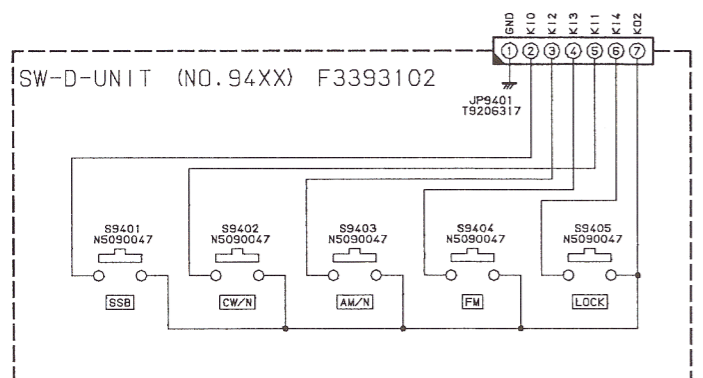 GND KI0 KI2 KI3 KI1 KI4 KO2
1 2 3 4 5 6 7
SW-D-UNIT (NO.94XX) F3393102
JP9401
T9206317
S9401 S9402 S9403 S9404 S9405
N5090047 N5090047 N5090047 N5090047 N5090047
SSB CW/N AM/N FM LOCK